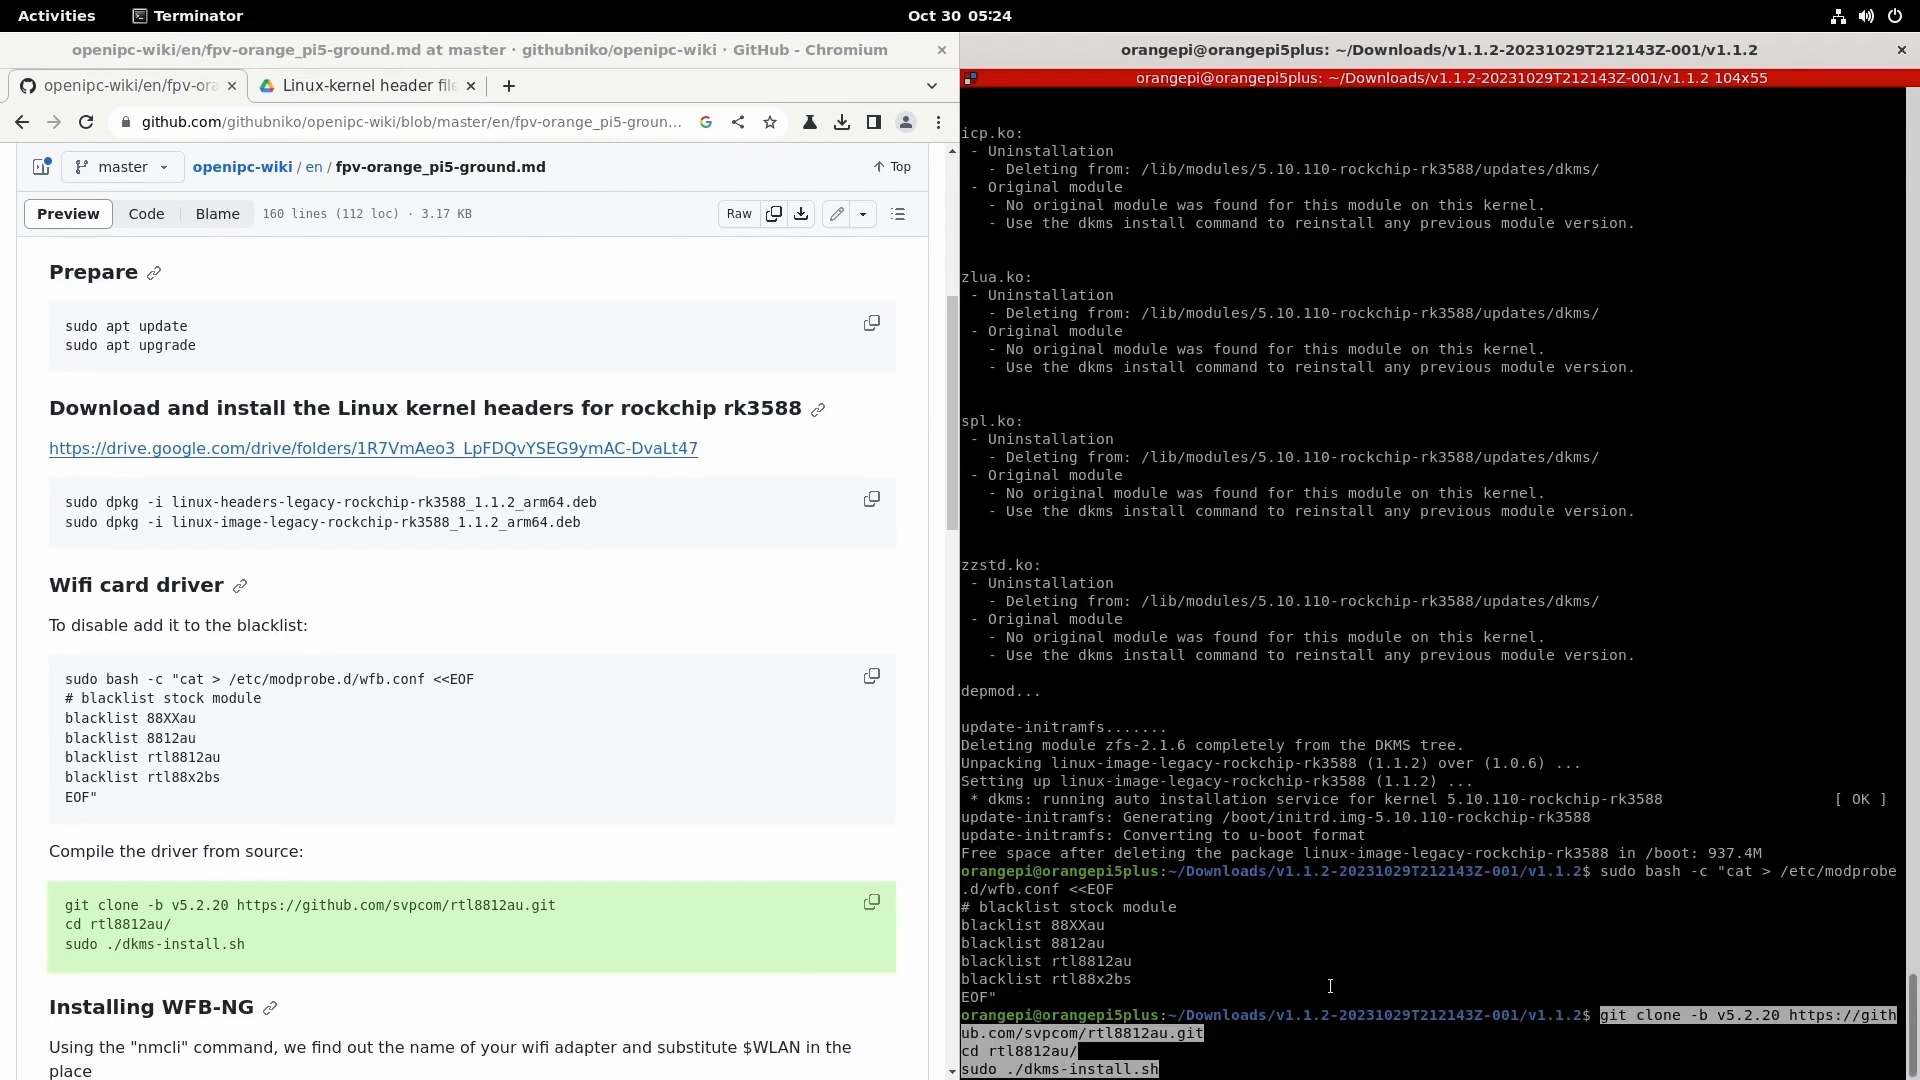 Activities
Terminator
Oct 30 05:24
openipc-wiki/en/fpv-orange_pi5-ground.md at master · githubniko/openipc-wiki · GitHub - Chromium
openipc-wiki/en/fpv-ora
Linux-kernel header file
github.com/githubniko/openipc-wiki/blob/master/en/fpv-orange_pi5-groun...
master
openipc-wiki / en / fpv-orange_pi5-ground.md
Top
Preview
Code
Blame
160 lines (112 loc) · 3.17 KB
Raw
Prepare
sudo apt update
sudo apt upgrade
Download and install the Linux kernel headers for rockchip rk3588
https://drive.google.com/drive/folders/1R7VmAeo3_LpFDQvYSEG9ymAC-DvaLt47
sudo dpkg -i linux-headers-legacy-rockchip-rk3588_1.1.2_arm64.deb
sudo dpkg -i linux-image-legacy-rockchip-rk3588_1.1.2_arm64.deb
Wifi card driver
To disable add it to the blacklist:
sudo bash -c "cat > /etc/modprobe.d/wfb.conf <<EOF
# blacklist stock module
blacklist 88XXau
blacklist 8812au
blacklist rtl8812au
blacklist rtl88x2bs
EOF"
Compile the driver from source:
git clone -b v5.2.20 https://github.com/svpcom/rtl8812au.git
cd rtl8812au/
sudo ./dkms-install.sh
Installing WFB-NG
Using the "nmcli" command, we find out the name of your wifi adapter and substitute $WLAN in the
place
orangepi@orangepi5plus: ~/Downloads/v1.1.2-20231029T212143Z-001/v1.1.2
orangepi@orangepi5plus: ~/Downloads/v1.1.2-20231029T212143Z-001/v1.1.2 104x55
icp.ko:
- Uninstallation
- Deleting from: /lib/modules/5.10.110-rockchip-rk3588/updates/dkms/
- Original module
- No original module was found for this module on this kernel.
- Use the dkms install command to reinstall any previous module version.
zlua.ko:
- Uninstallation
- Deleting from: /lib/modules/5.10.110-rockchip-rk3588/updates/dkms/
- Original module
- No original module was found for this module on this kernel.
- Use the dkms install command to reinstall any previous module version.
spl.ko:
- Uninstallation
- Deleting from: /lib/modules/5.10.110-rockchip-rk3588/updates/dkms/
- Original module
- No original module was found for this module on this kernel.
- Use the dkms install command to reinstall any previous module version.
zzstd.ko:
- Uninstallation
- Deleting from: /lib/modules/5.10.110-rockchip-rk3588/updates/dkms/
- Original module
- No original module was found for this module on this kernel.
- Use the dkms install command to reinstall any previous module version.
depmod...
update-initramfs.......
Deleting module zfs-2.1.6 completely from the DKMS tree.
Unpacking linux-image-legacy-rockchip-rk3588 (1.1.2) over (1.0.6) ...
Setting up linux-image-legacy-rockchip-rk3588 (1.1.2) ...
* dkms: running auto installation service for kernel 5.10.110-rockchip-rk3588 [ OK ]
update-initramfs: Generating /boot/initrd.img-5.10.110-rockchip-rk3588
update-initramfs: Converting to u-boot format
Free space after deleting the package linux-image-legacy-rockchip-rk3588 in /boot: 937.4M
orangepi@orangepi5plus:~/Downloads/v1.1.2-20231029T212143Z-001/v1.1.2$ sudo bash -c "cat > /etc/modprobe
.d/wfb.conf <<EOF
# blacklist stock module
blacklist 88XXau
blacklist 8812au
blacklist rtl8812au
blacklist rtl88x2bs
EOF"
orangepi@orangepi5plus:~/Downloads/v1.1.2-20231029T212143Z-001/v1.1.2$ git clone -b v5.2.20 https://gith
ub.com/svpcom/rtl8812au.git
cd rtl8812au/
sudo ./dkms-install.sh